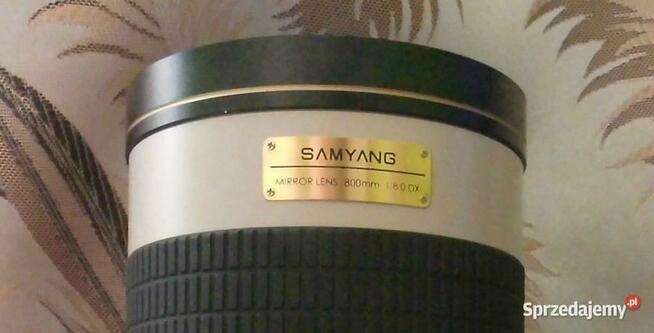 SAMYANG
MIRROR LENS 800mm 1:8.0 DX
Sprzedajemy.pl